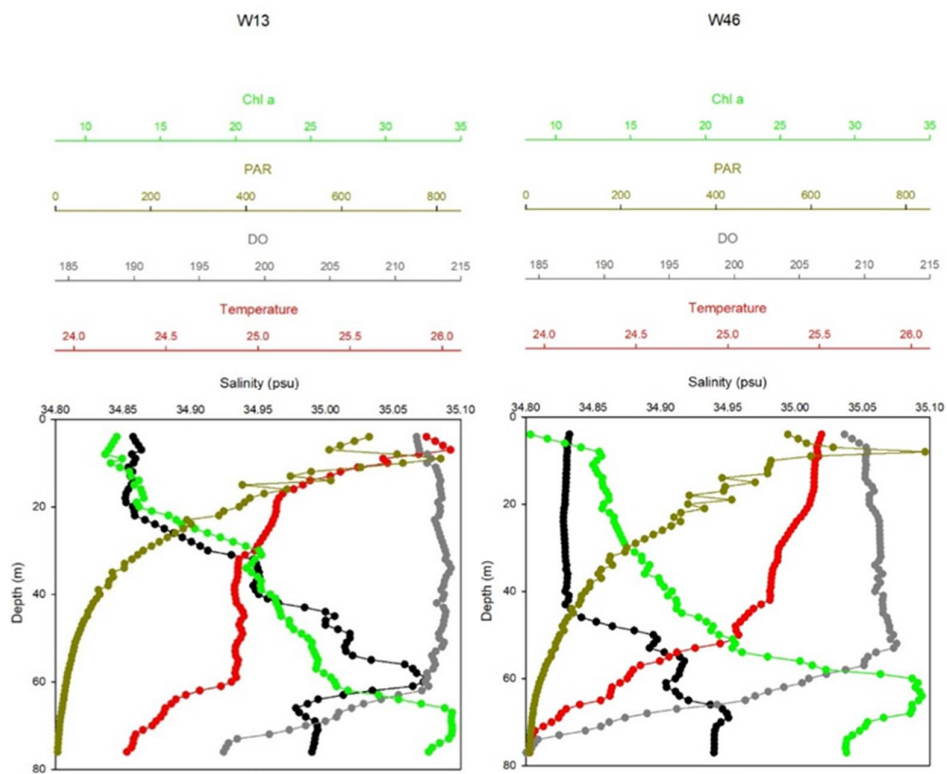 W13
W46
Chl a
10 15 20 25 30 35
PAR
0 200 400 600 800
DO
185 190 195 200 205 210 215
Temperature
24.0 24.5 25.0 25.5 26.0
Salinity (psu)
34.80 34.85 34.90 34.95 35.00 35.05 35.10
Depth (m)
0
20
40
60
80
Chl a
10 15 20 25 30 35
PAR
0 200 400 600 800
DO
185 190 195 200 205 210 215
Temperature
24.0 24.5 25.0 25.5 26.0
Salinity (psu)
34.80 34.85 34.90 34.95 35.00 35.05 35.10
Depth (m)
0
20
40
60
80